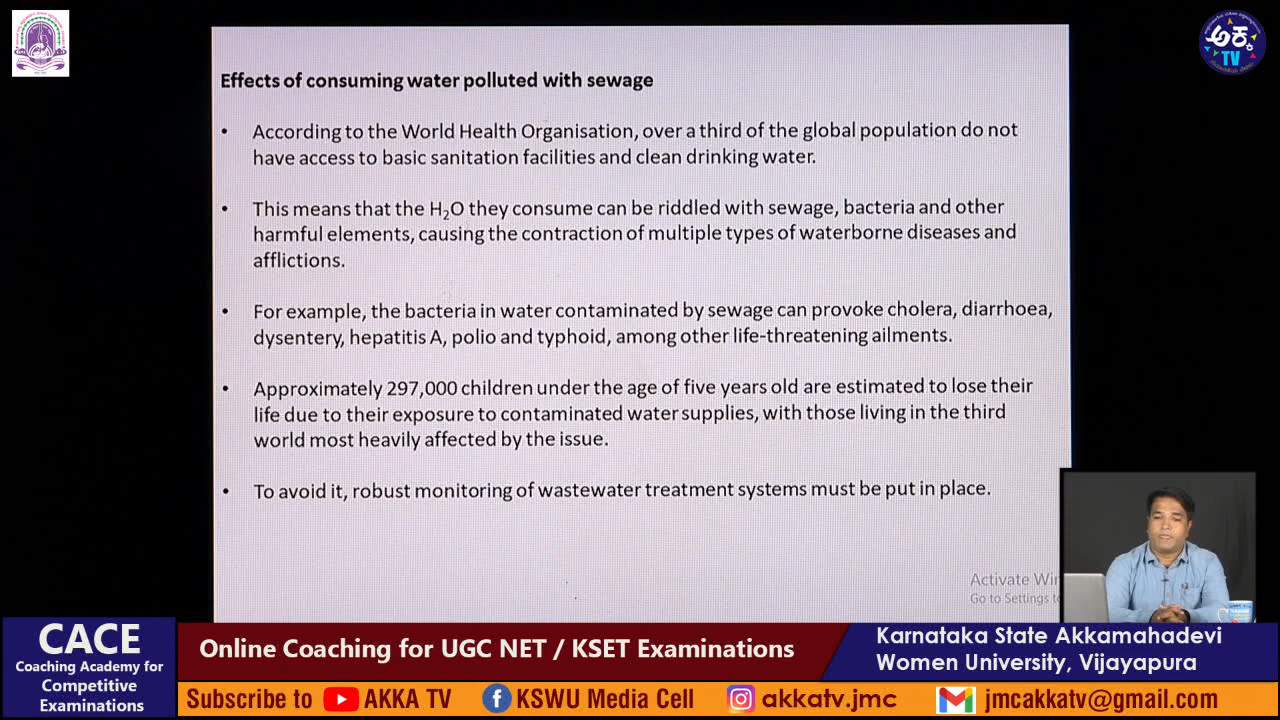 ಅಕ್ಕ
TV
Effects of consuming water polluted with sewage
• According to the World Health Organisation, over a third of the global population do not
have access to basic sanitation facilities and clean drinking water.
• This means that the H₂O they consume can be riddled with sewage, bacteria and other
harmful elements, causing the contraction of multiple types of waterborne diseases and
afflictions.
• For example, the bacteria in water contaminated by sewage can provoke cholera, diarrhoea,
dysentery, hepatitis A, polio and typhoid, among other life-threatening ailments.
• Approximately 297,000 children under the age of five years old are estimated to lose their
life due to their exposure to contaminated water supplies, with those living in the third
world most heavily affected by the issue.
• To avoid it, robust monitoring of wastewater treatment systems must be put in place.
Activate Win
Go to Settings t
CACE
Coaching Academy for
Competitive
Examinations
Online Coaching for UGC NET / KSET Examinations
Karnataka State Akkamahadevi
Women University, Vijayapura
Subscribe to AKKA TV KSWU Media Cell akkatv.jmc jmcakkatv@gmail.com